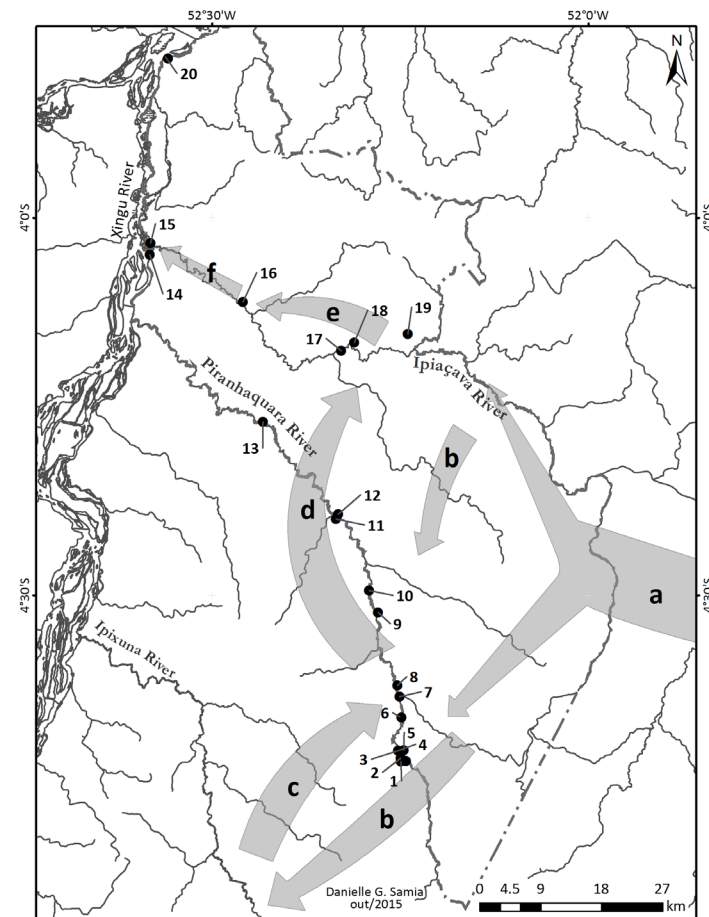 52°30'W 52°0'W
N
20
Xingu River
4°0'S 4°0'S
15
14
f
16
e
18
19
17
Ipiaçava River
Piranhaquara River
13
b
d
12
11
10
a
4°30'S 4°30'S
9
Ipixuna River
8
7
6
5
3 4
2
1
c
b
Danielle G. Samia
out/2015
0 4.5 9 18 27
km